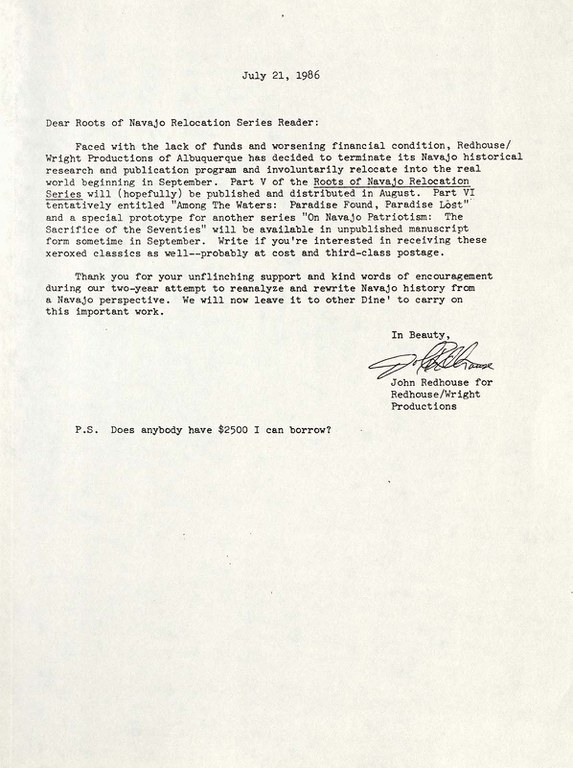 July 21, 1986
Dear Roots of Navajo Relocation Series Reader:
Faced with the lack of funds and worsening financial condition, Redhouse/
Wright Productions of Albuquerque has decided to terminate its Navajo historical
research and publication program and involuntarily relocate into the real
world beginning in September. Part V of the Roots of Navajo Relocation
Series will (hopefully) be published and distributed in August. Part VI
tentatively entitled "Among The Waters: Paradise Found, Paradise Lost"
and a special prototype for another series "On Navajo Patriotism: The
Sacrifice of the Seventies" will be available in unpublished manuscript
form sometime in September. Write if you're interested in receiving these
xeroxed classics as well--probably at cost and third-class postage.
Thank you for your unflinching support and kind words of encouragement
during our two-year attempt to reanalyze and rewrite Navajo history from
a Navajo perspective. We will now leave it to other Dine' to carry on
this important work.
In Beauty,
John Redhouse
John Redhouse for
Redhouse/Wright
Productions
P.S. Does anybody have $2500 I can borrow?